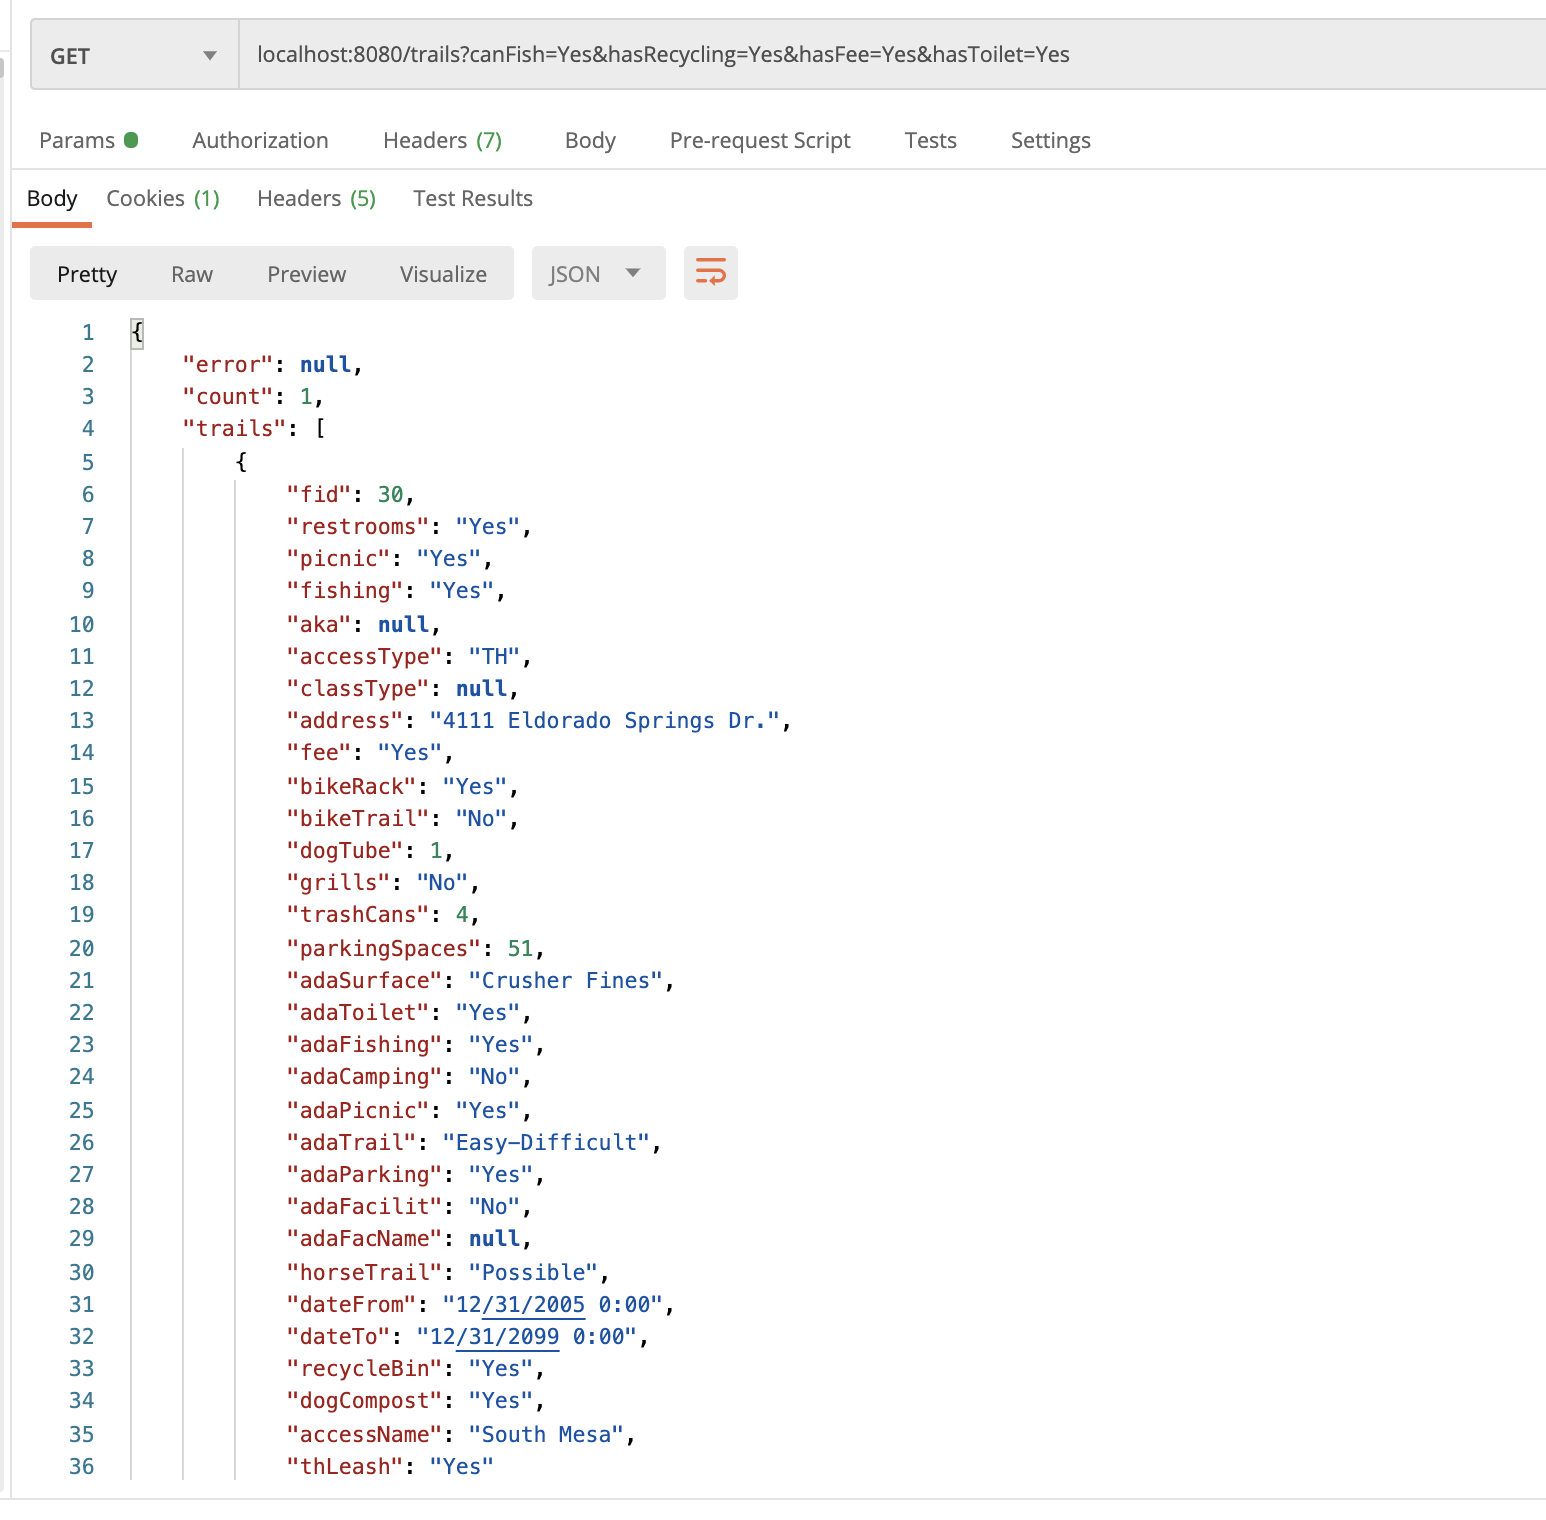 GET localhost:8080/trails?canFish=Yes&hasRecycling=Yes&hasFee=Yes&hasToilet=Yes
Params Authorization Headers (7) Body Pre-request Script Tests Settings
Body Cookies (1) Headers (5) Test Results
Pretty Raw Preview Visualize JSON
1 {
2 "error": null,
3 "count": 1,
4 "trails": [
5 {
6 "fid": 30,
7 "restrooms": "Yes",
8 "picnic": "Yes",
9 "fishing": "Yes",
10 "aka": null,
11 "accessType": "TH",
12 "classType": null,
13 "address": "4111 Eldorado Springs Dr.",
14 "fee": "Yes",
15 "bikeRack": "Yes",
16 "bikeTrail": "No",
17 "dogTube": 1,
18 "grills": "No",
19 "trashCans": 4,
20 "parkingSpaces": 51,
21 "adaSurface": "Crusher Fines",
22 "adaToilet": "Yes",
23 "adaFishing": "Yes",
24 "adaCamping": "No",
25 "adaPicnic": "Yes",
26 "adaTrail": "Easy-Difficult",
27 "adaParking": "Yes",
28 "adaFacilit": "No",
29 "adaFacName": null,
30 "horseTrail": "Possible",
31 "dateFrom": "12/31/2005 0:00",
32 "dateTo": "12/31/2099 0:00",
33 "recycleBin": "Yes",
34 "dogCompost": "Yes",
35 "accessName": "South Mesa",
36 "thLeash": "Yes"